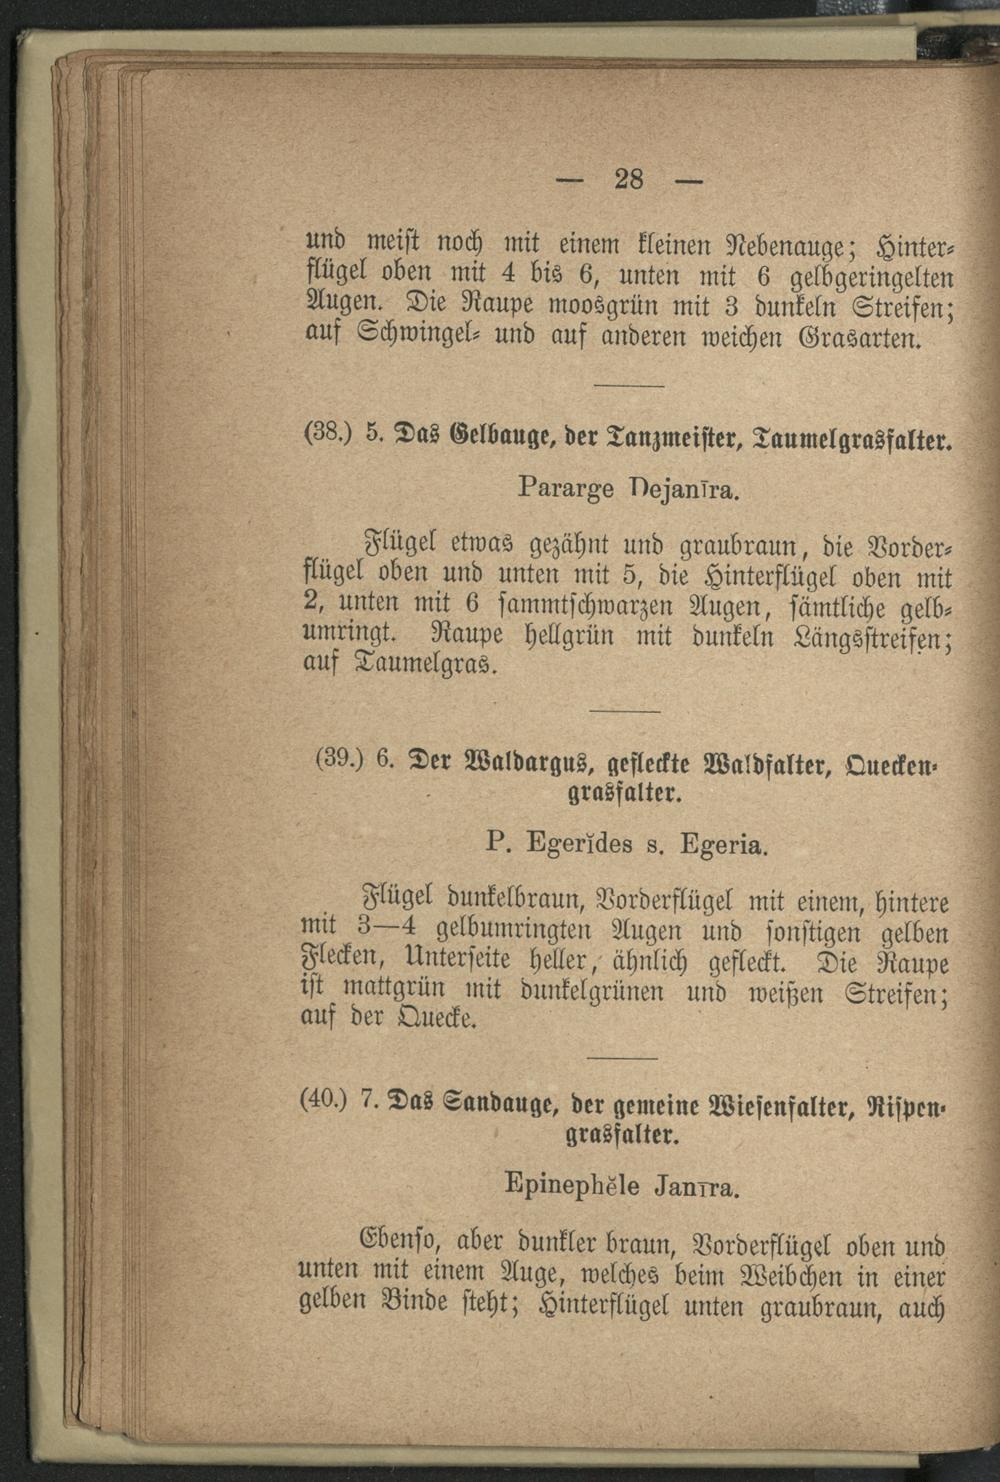 — 28 —
und meist noch mit einem kleinen Nebenauge; Hinter-
flügel oben mit 4 bis 6, unten mit 6 gelbgeringelten
Augen. Die Raupe moosgrün mit 3 dunkeln Streifen;
auf Schwingel- und auf anderen weichen Grasarten.
(38.) 5. Das Gelbauge, der Tanzmeister, Taumelgrasfalter.
Pararge Dejanīra.
Flügel etwas gezähnt und graubraun, die Vorder-
flügel oben und unten mit 5, die Hinterflügel oben mit
2, unten mit 6 sammtschwarzen Augen, sämtliche gelb-
umringt. Raupe hellgrün mit dunkeln Längsstreifen;
auf Taumelgras.
(39.) 6. Der Waldargus, gefleckte Waldfalter, Quecken-
grasfalter.
P. Egerĭdes s. Egeria.
Flügel dunkelbraun, Vorderflügel mit einem, hintere
mit 3—4 gelbumringten Augen und sonstigen gelben
Flecken, Unterseite heller, ähnlich gefleckt. Die Raupe
ist mattgrün mit dunkelgrünen und weißen Streifen;
auf der Quecke.
(40.) 7. Das Sandauge, der gemeine Wiesenfalter, Rispen-
grasfalter.
Epinephĕle Janīra.
Ebenso, aber dunkler braun, Vorderflügel oben und
unten mit einem Auge, welches beim Weibchen in einer
gelben Binde steht; Hinterflügel unten graubraun, auch